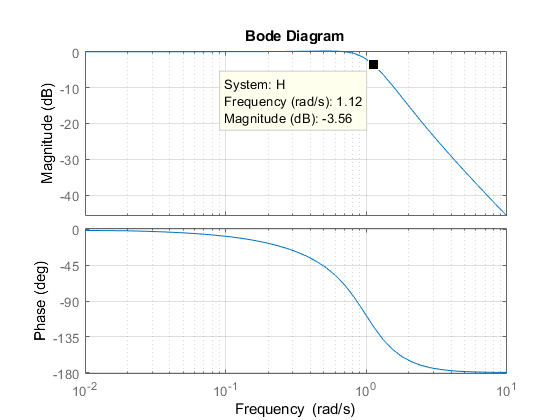 Bode Diagram
Magnitude (dB)
0
-10
-20
-30
-40
System: H
Frequency (rad/s): 1.12
Magnitude (dB): -3.56
Phase (deg)
0
-45
-90
-135
-180
10^-2
10^-1
10^0
10^1
Frequency (rad/s)